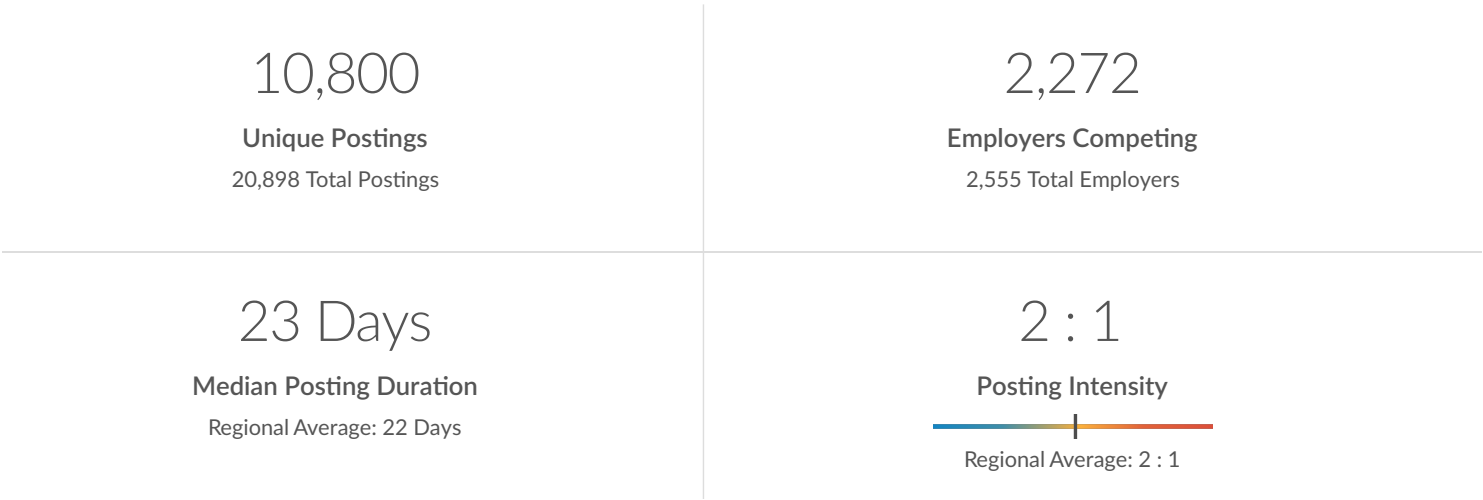 10,800
Unique Postings
20,898 Total Postings
2,272
Employers Competing
2,555 Total Employers
23 Days
Median Posting Duration
Regional Average: 22 Days
2 : 1
Posting Intensity
Regional Average: 2 : 1